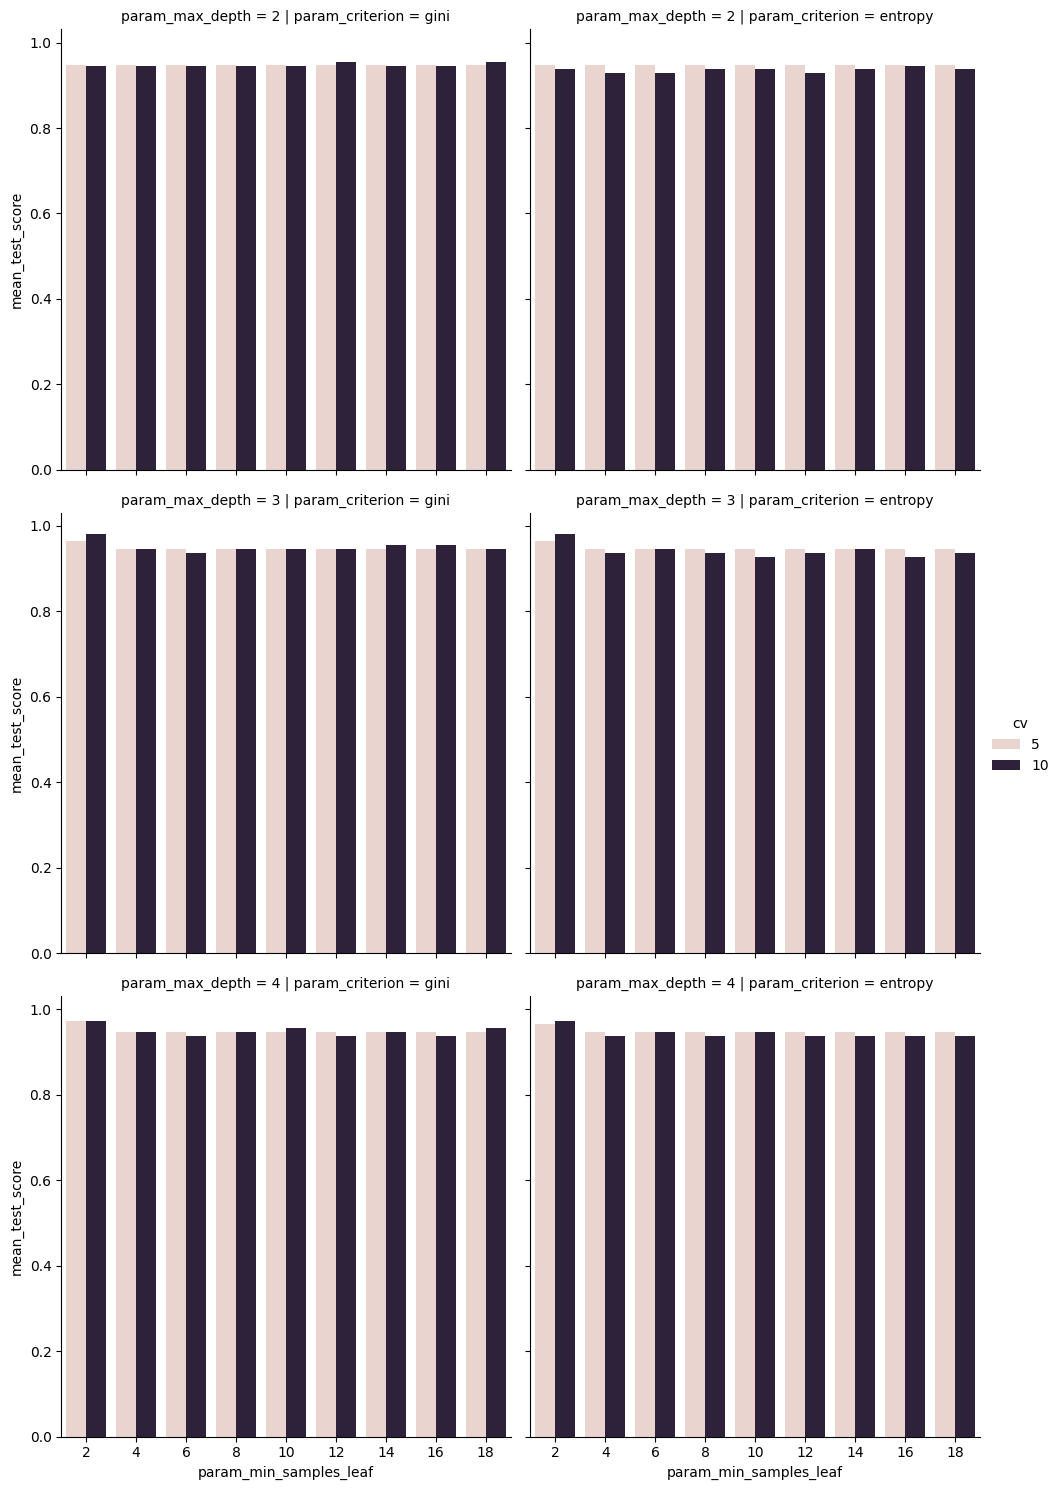 param_max_depth = 2 | param_criterion = gini
param_max_depth = 2 | param_criterion = entropy
1.0
0.8
0.6
0.4
0.2
0.0
mean_test_score
param_max_depth = 3 | param_criterion = gini
param_max_depth = 3 | param_criterion = entropy
1.0
0.8
0.6
0.4
0.2
0.0
mean_test_score
cv
5
10
param_max_depth = 4 | param_criterion = gini
param_max_depth = 4 | param_criterion = entropy
1.0
0.8
0.6
0.4
0.2
0.0
mean_test_score
2 4 6 8 10 12 14 16 18
param_min_samples_leaf
2 4 6 8 10 12 14 16 18
param_min_samples_leaf